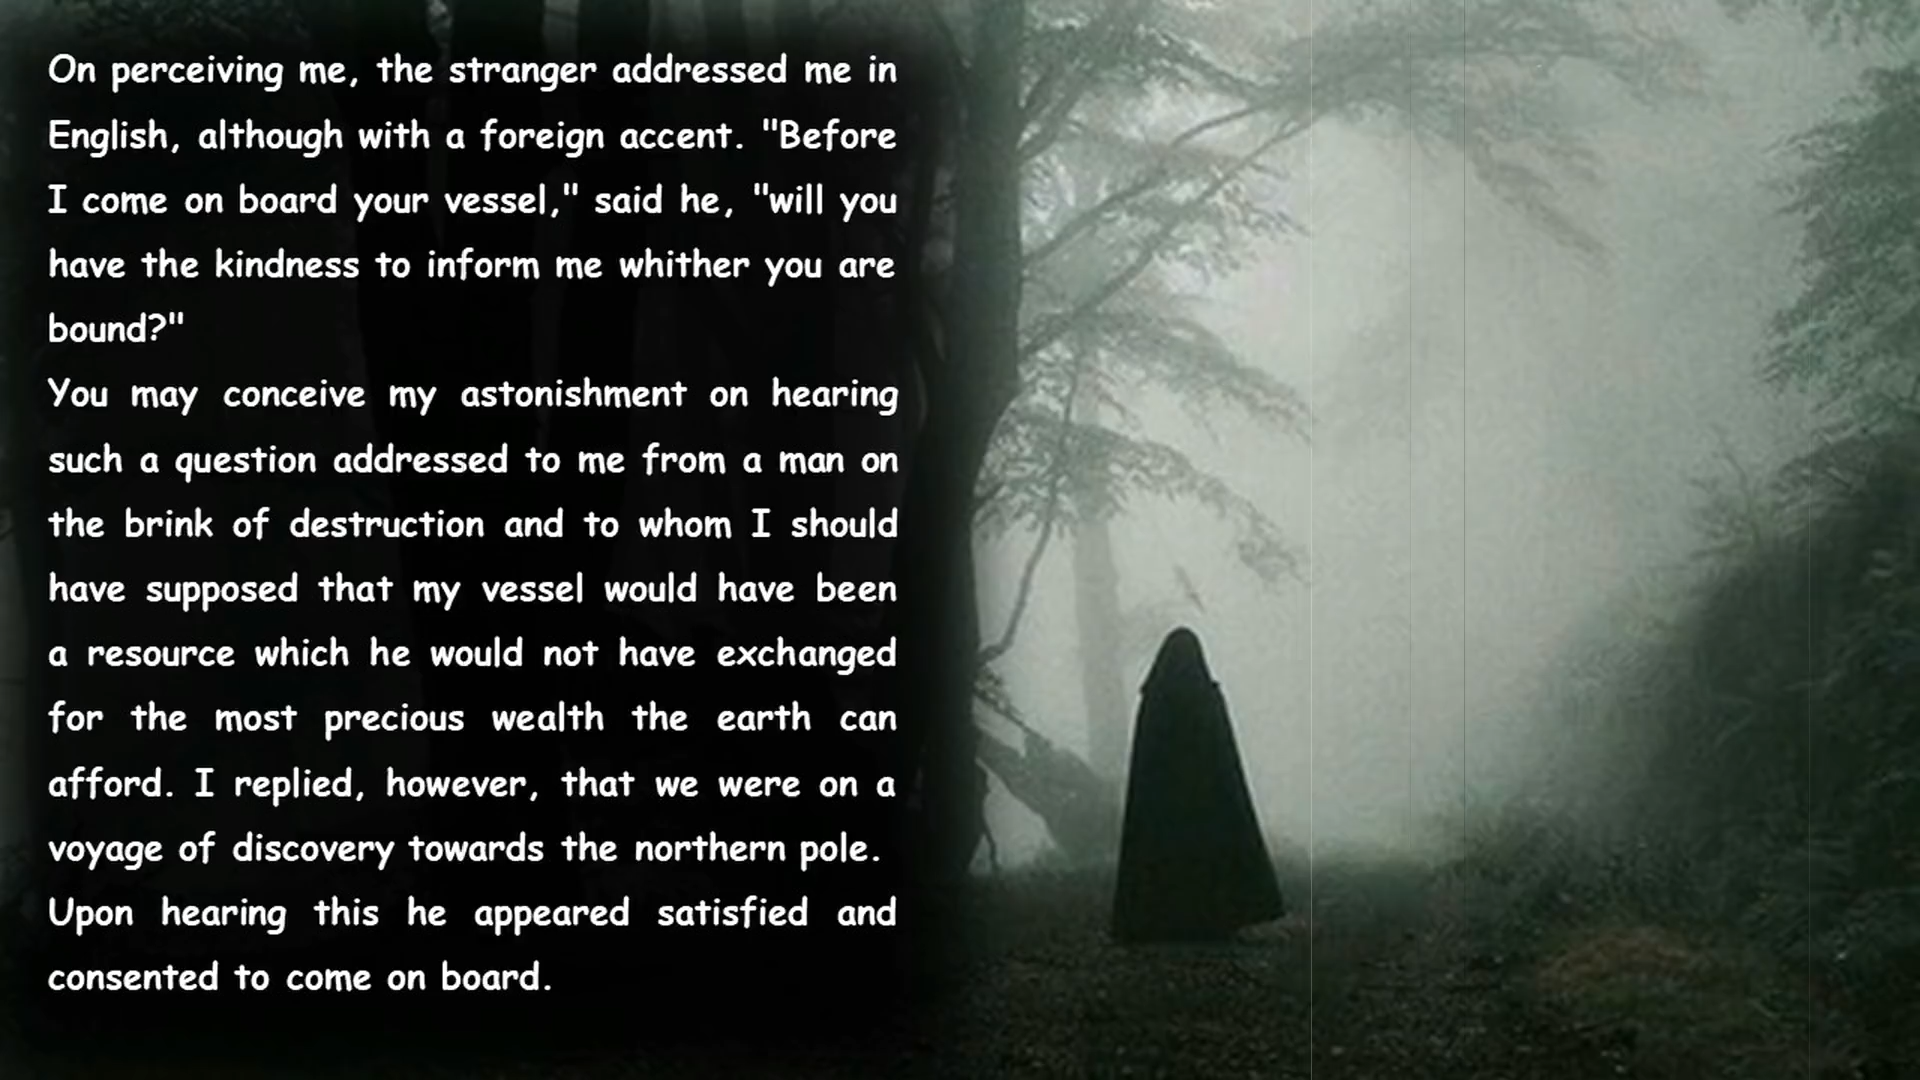 On perceiving me, the stranger addressed me in
English, although with a foreign accent. "Before
I come on board your vessel," said he, "will you
have the kindness to inform me whither you are
bound?"
You may conceive my astonishment on hearing
such a question addressed to me from a man on
the brink of destruction and to whom I should
have supposed that my vessel would have been
a resource which he would not have exchanged
for the most precious wealth the earth can
afford. I replied, however, that we were on a
voyage of discovery towards the northern pole.
Upon hearing this he appeared satisfied and
consented to come on board.